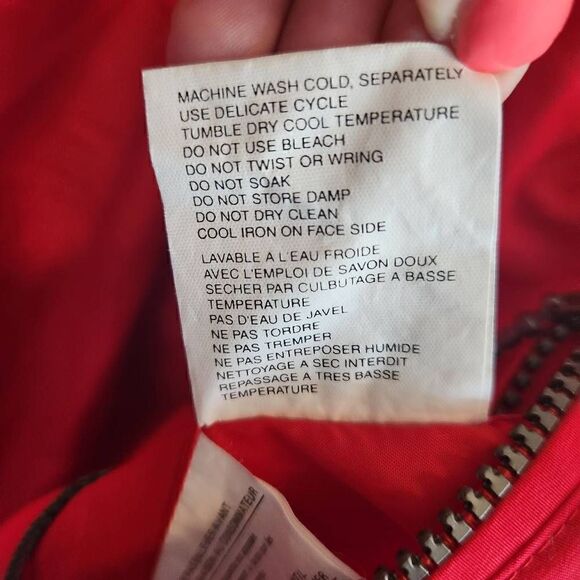 MACHINE WASH COLD, SEPARATELY
USE DELICATE CYCLE
TUMBLE DRY COOL TEMPERATURE
DO NOT USE BLEACH
DO NOT TWIST OR WRING
DO NOT SOAK
DO NOT STORE DAMP
DO NOT DRY CLEAN
COOL IRON ON FACE SIDE
LAVABLE À L'EAU FROIDE
AVEC L'EMPLOI DE SAVON DOUX
SECHER PAR CULBUTAGE A BASSE
TEMPERATURE
PAS D'EAU DE JAVEL
NE PAS TORDRE
NE PAS TREMPER
NE PAS ENTREPOSER HUMIDE
NETTOYAGE A SEC INTERDIT
REPASSAGE A TRES BASSE
TEMPERATURE